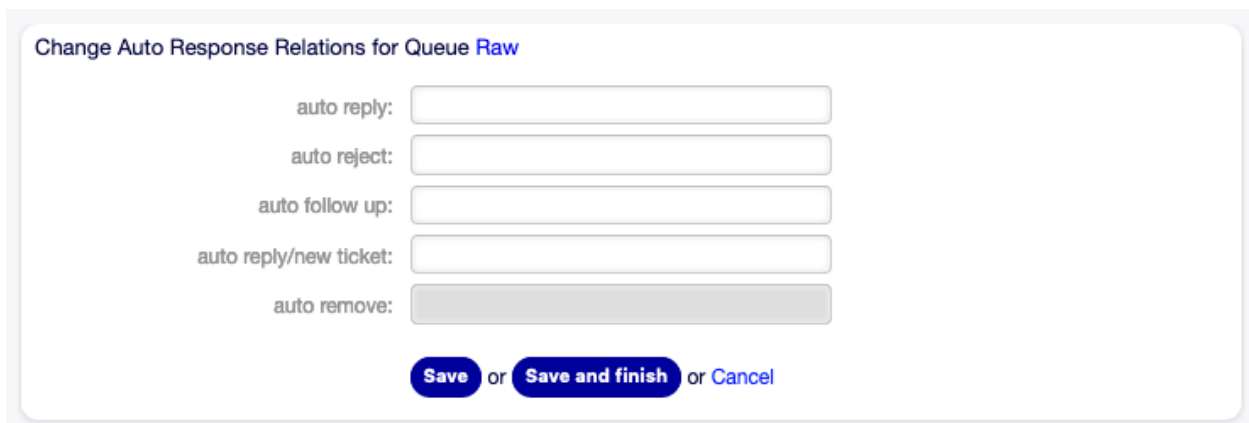 Change Auto Response Relations for Queue Raw
auto reply:
auto reject:
auto follow up:
auto reply/new ticket:
auto remove:
Save or Save and finish or Cancel